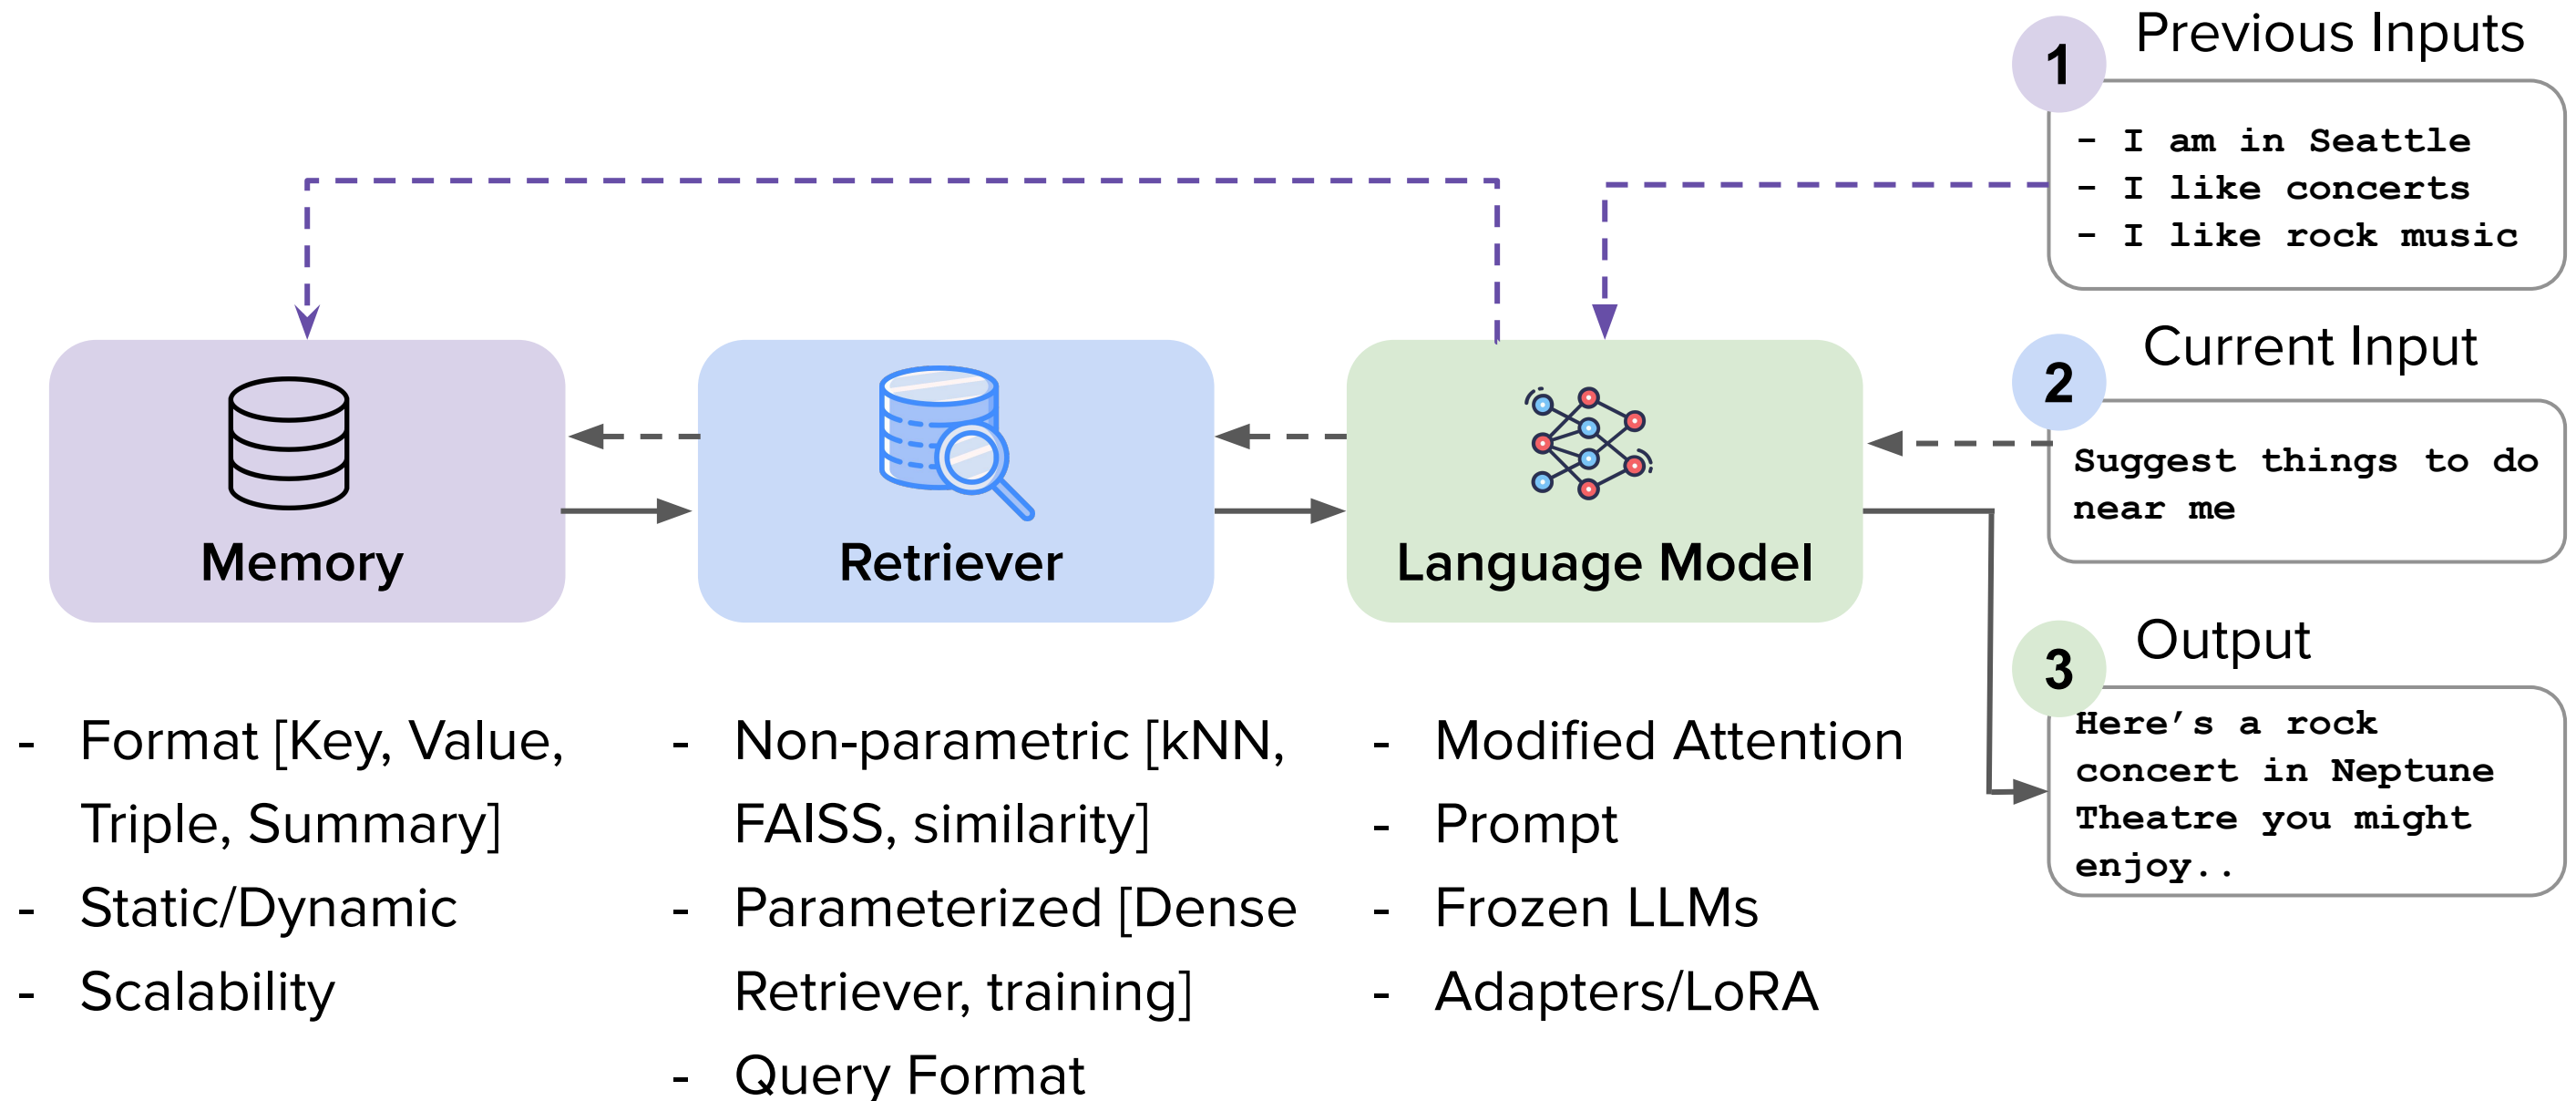 1 Previous Inputs
- I am in Seattle
- I like concerts
- I like rock music
2 Current Input
Suggest things to do
near me
3 Output
Here’s a rock
concert in Neptune
Theatre you might
enjoy..
Memory
Retriever
Language Model
- Format [Key, Value,
Triple, Summary]
- Static/Dynamic
- Scalability
- Non-parametric [kNN,
FAISS, similarity]
- Parameterized [Dense
Retriever, training]
- Query Format
- Modified Attention
- Prompt
- Frozen LLMs
- Adapters/LoRA